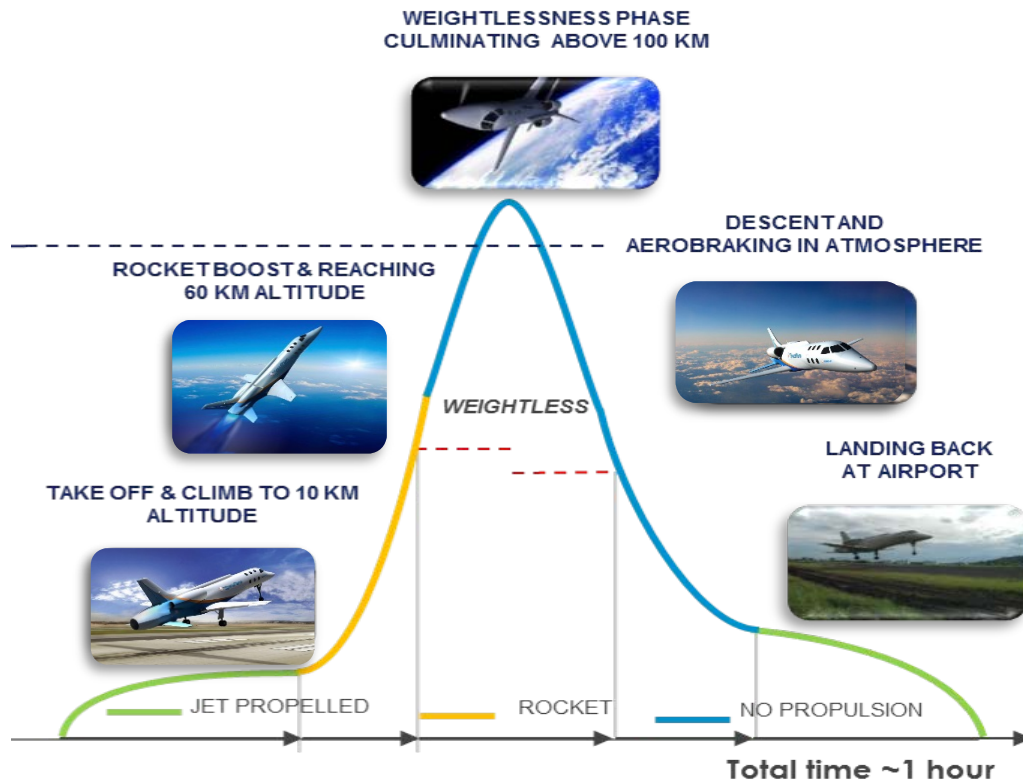 WEIGHTLESSNESS PHASE
CULMINATING ABOVE 100 KM
DESCENT AND
AEROBRAKING IN ATMOSPHERE
ROCKET BOOST & REACHING
60 KM ALTITUDE
WEIGHTLESS
LANDING BACK
AT AIRPORT
TAKE OFF & CLIMB TO 10 KM
ALTITUDE
JET PROPELLED
ROCKET
NO PROPULSION
Total time ~1 hour